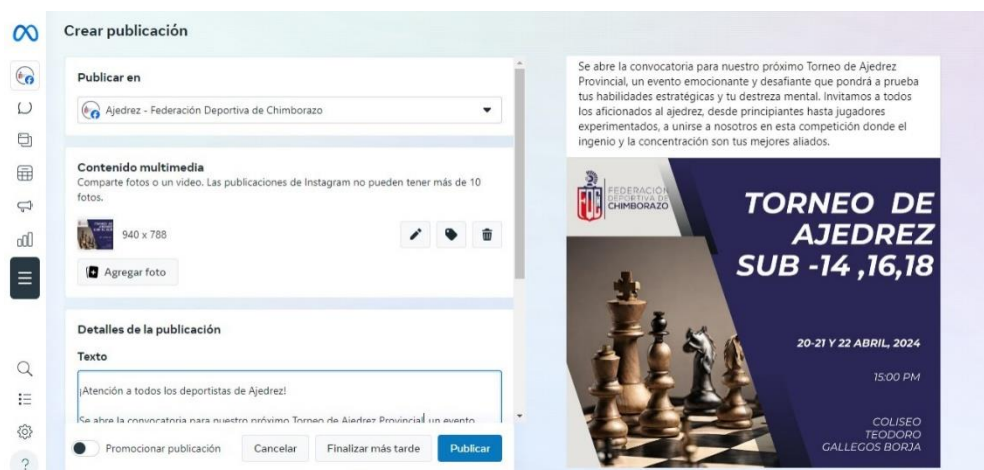 Crear publicación
Publicar en
Ajedrez - Federación Deportiva de Chimborazo
Contenido multimedia
Comparte fotos o un video. Las publicaciones de Instagram no pueden tener más de 10
fotos.
940 x 788
Agregar foto
Detalles de la publicación
Texto
¡Atención a todos los deportistas de Ajedrez!
Se abre la convocatoria para nuestro próximo Torneo de Ajedrez Provincial, un evento
Promocionar publicación
Cancelar
Finalizar más tarde
Publicar
Se abre la convocatoria para nuestro próximo Torneo de Ajedrez
Provincial, un evento emocionante y desafiante que pondrá a prueba
tus habilidades estratégicas y tu destreza mental. Invitamos a todos
los aficionados al ajedrez, desde principiantes hasta jugadores
experimentados, a unirse a nosotros en esta competición donde el
ingenio y la concentración son tus mejores aliados.
FDC
FEDERACIÓN
DEPORTIVA DE
CHIMBORAZO
TORNEO DE
AJEDREZ
SUB -14 ,16,18
20-21 Y 22 ABRIL, 2024
15:00 PM
COLISEO
TEODORO
GALLEGOS BORJA